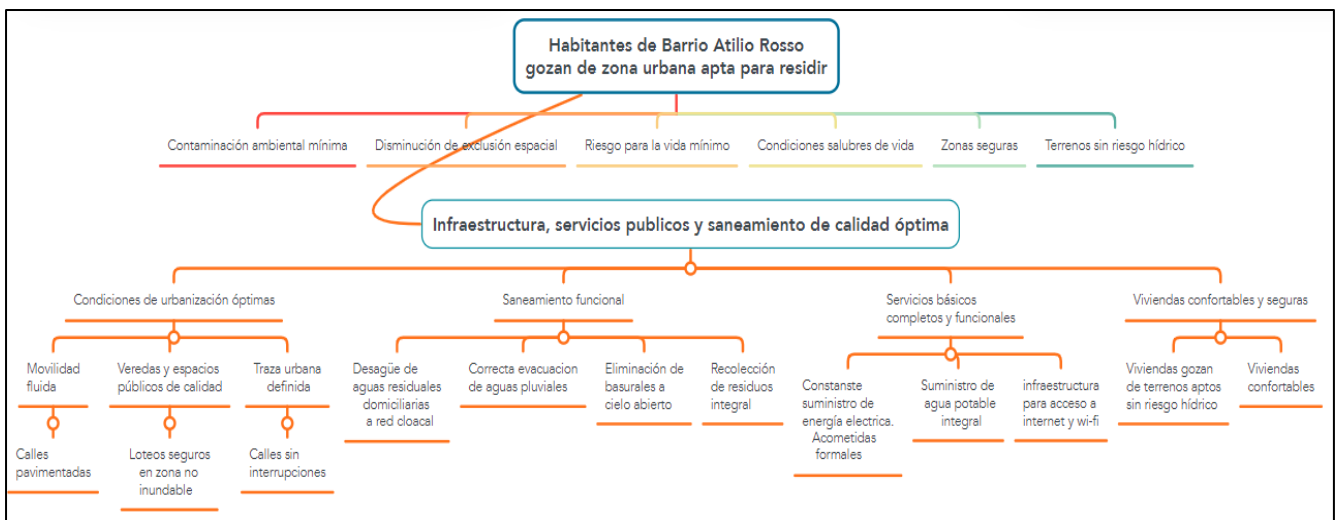 Habitantes de Barrio Atilio Rosso
gozan de zona urbana apta para residir
Contaminación ambiental mínima
Disminución de exclusión espacial
Riesgo para la vida mínimo
Condiciones salubres de vida
Zonas seguras
Terrenos sin riesgo hídrico
Infraestructura, servicios publicos y saneamiento de calidad óptima
Condiciones de urbanización óptimas
Saneamiento funcional
Servicios básicos
completos y funcionales
Viviendas confortables y seguras
Movilidad
fluida
Veredas y espacios
públicos de calidad
Traza urbana
definida
Desagüe de
aguas residuales
domiciliarias
a red cloacal
Correcta evacuacion
de aguas pluviales
Eliminación de
basurales a
cielo abierto
Recolección
de residuos
integral
Constanste
suministro de
energía electrica.
Acometidas
formales
Suministro de
agua potable
integral
infraestructura
para acceso a
internet y wi-fi
Viviendas gozan
de terrenos aptos
sin riesgo hídrico
Viviendas
confortables
Calles
pavimentadas
Loteos seguros
en zona no
inundable
Calles sin
interrupciones